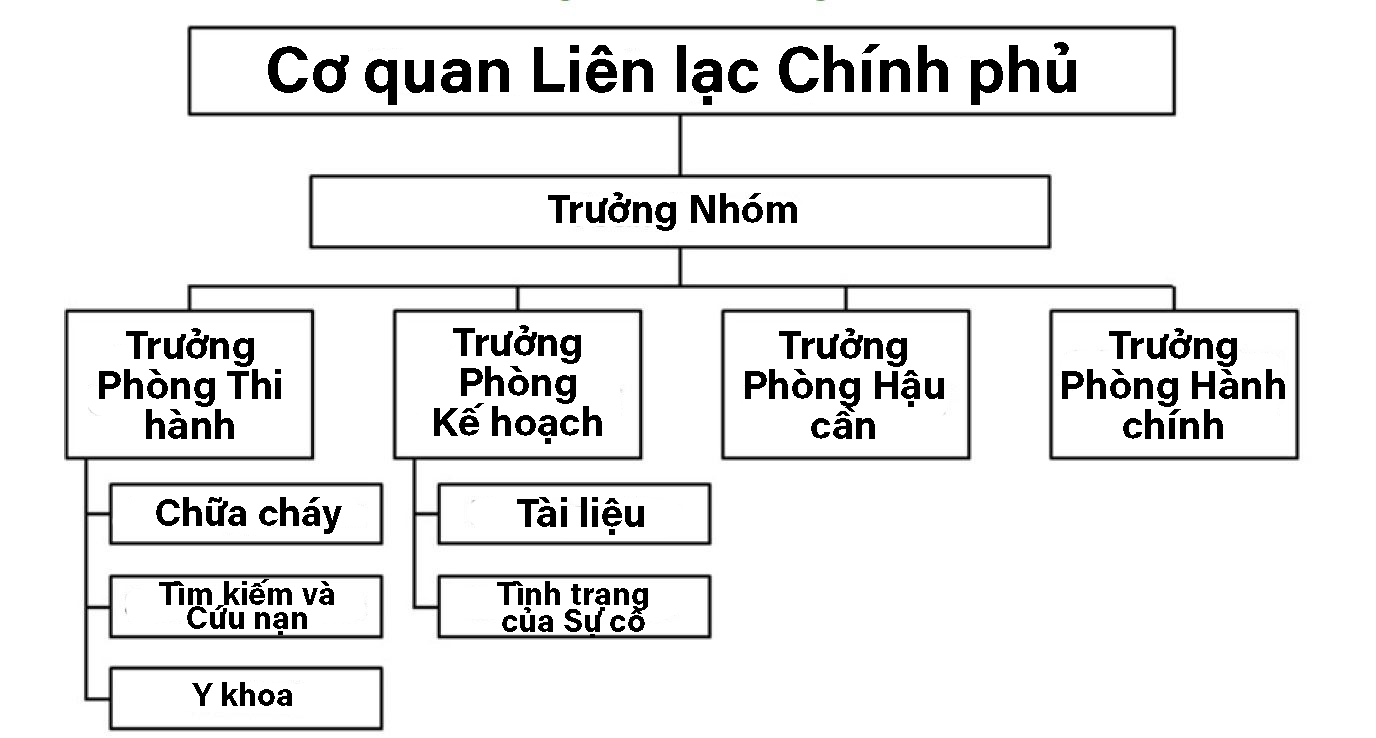 Cơ quan Liên lạc Chính phủ
Trưởng Nhóm
Trưởng
Phòng Thi
hành
Trưởng
Phòng
Kế hoạch
Trưởng
Phòng Hậu
cần
Trưởng
Phòng Hành
chính
Chữa cháy
Tìm kiếm và
Cứu nạn
Y khoa
Tài liệu
Tình trạng
của Sự cố